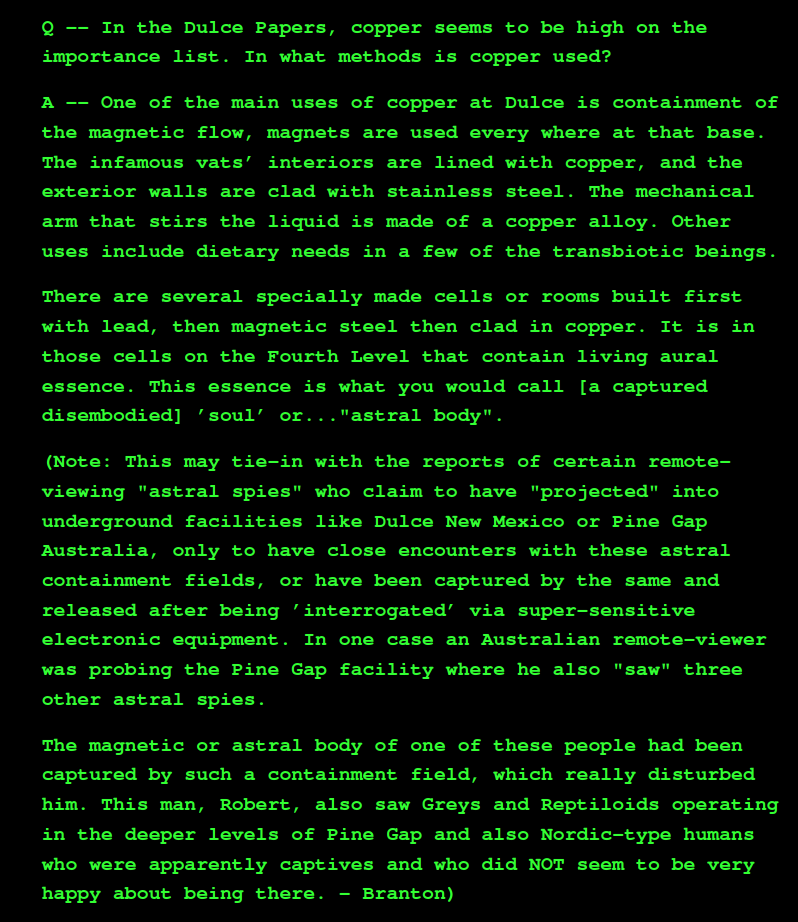 Q -- In the Dulce Papers, copper seems to be high on the
importance list. In what methods is copper used?
A -- One of the main uses of copper at Dulce is containment of
the magnetic flow, magnets are used every where at that base.
The infamous vats' interiors are lined with copper, and the
exterior walls are clad with stainless steel. The mechanical
arm that stirs the liquid is made of a copper alloy. Other
uses include dietary needs in a few of the transbiotic beings.
There are several specially made cells or rooms built first
with lead, then magnetic steel then clad in copper. It is in
those cells on the Fourth Level that contain living aural
essence. This essence is what you would call [a captured
disembodied] 'soul' or..."astral body".
(Note: This may tie-in with the reports of certain remote-
viewing "astral spies" who claim to have "projected" into
underground facilities like Dulce New Mexico or Pine Gap
Australia, only to have close encounters with these astral
containment fields, or have been captured by the same and
released after being 'interrogated' via super-sensitive
electronic equipment. In one case an Australian remote-viewer
was probing the Pine Gap facility where he also "saw" three
other astral spies.
The magnetic or astral body of one of these people had been
captured by such a containment field, which really disturbed
him. This man, Robert, also saw Greys and Reptiloids operating
in the deeper levels of Pine Gap and also Nordic-type humans
who were apparently captives and who did NOT seem to be very
happy about being there. - Branton)